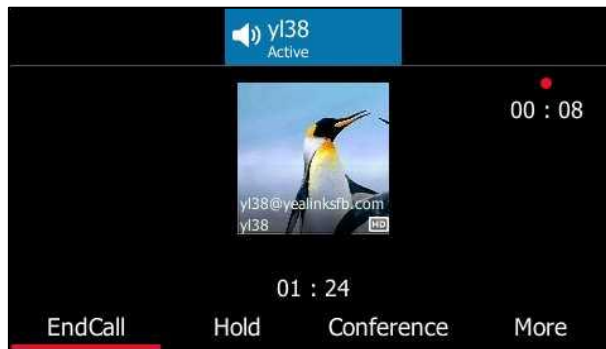 yl38
Active
00 : 08
yl38@yealinksfb.com
yl38
HD
01 : 24
EndCall
Hold
Conference
More